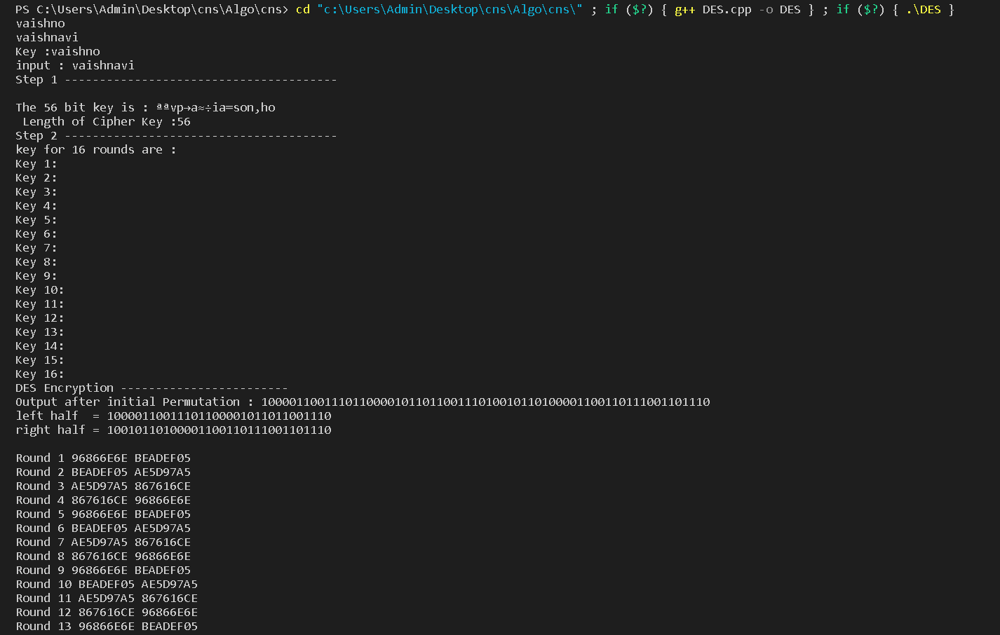 PS C:\Users\Admin\Desktop\cns\Algo\cns> cd "c:\Users\Admin\Desktop\cns\Algo\cns\" ; if ($?) { g++ DES.cpp -o DES } ; if ($?) { .\DES }
vaishno
vaishnavi
Key :vaishno
input : vaishnavi
Step 1 ---------------------------------------
The 56 bit key is : ªªvp→a≈÷ia=son,ho
Length of Cipher Key :56
Step 2 ---------------------------------------
key for 16 rounds are :
Key 1:
Key 2:
Key 3:
Key 4:
Key 5:
Key 6:
Key 7:
Key 8:
Key 9:
Key 10:
Key 11:
Key 12:
Key 13:
Key 14:
Key 15:
Key 16:
DES Encryption ------------------------
Output after initial Permutation : 1000011001110110000101101100111010010110100001100110111001101110
left half  = 10000110011101100001011011001110
right half = 10010110100001100110111001101110
Round 1 96866E6E BEADEF05
Round 2 BEADEF05 AE5D97A5
Round 3 AE5D97A5 867616CE
Round 4 867616CE 96866E6E
Round 5 96866E6E BEADEF05
Round 6 BEADEF05 AE5D97A5
Round 7 AE5D97A5 867616CE
Round 8 867616CE 96866E6E
Round 9 96866E6E BEADEF05
Round 10 BEADEF05 AE5D97A5
Round 11 AE5D97A5 867616CE
Round 12 867616CE 96866E6E
Round 13 96866E6E BEADEF05